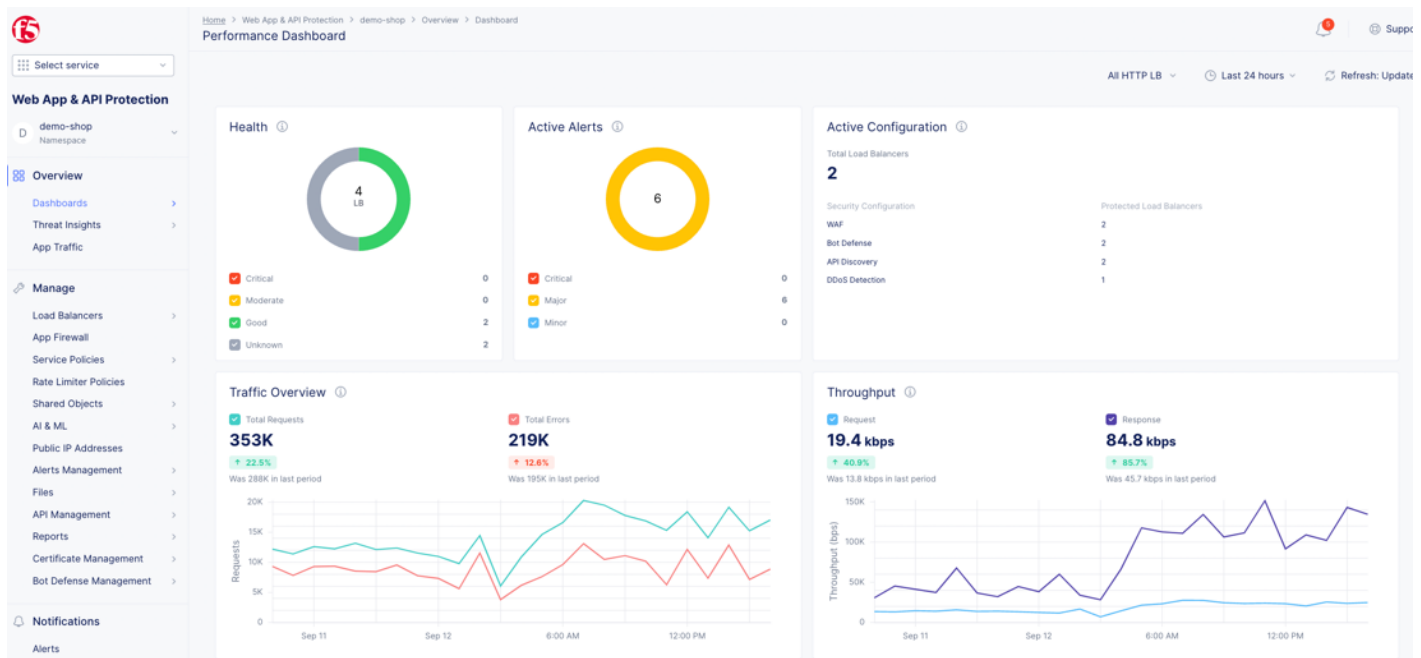 f5
Home > Web App & API Protection > demo-shop > Overview > Dashboard
Performance Dashboard
5
Suppo
Select service
Web App & API Protection
D
demo-shop
Namespace
Overview
Dashboards
Threat Insights
App Traffic
Manage
Load Balancers
App Firewall
Service Policies
Rate Limiter Policies
Shared Objects
AI & ML
Public IP Addresses
Alerts Management
Files
API Management
Reports
Certificate Management
Bot Defense Management
Notifications
Alerts
All HTTP LB
Last 24 hours
Refresh: Update
Health
4
LB
Critical 0
Moderate 0
Good 2
Unknown 2
Active Alerts
6
Critical 0
Major 6
Minor 0
Active Configuration
Total Load Balancers
2
Security Configuration Protected Load Balancers
WAF 2
Bot Defense 2
API Discovery 2
DDoS Detection 1
Traffic Overview
Total Requests
353K
↑ 22.5%
Was 288K in last period
Total Errors
219K
↑ 12.6%
Was 195K in last period
Requests
20K
15K
10K
5K
0
Sep 11 Sep 12 6:00 AM 12:00 PM
Throughput
Request
19.4 kbps
↑ 40.9%
Was 13.8 kbps in last period
Response
84.8 kbps
↑ 85.7%
Was 45.7 kbps in last period
Throughput (bps)
150K
100K
50K
0
Sep 11 Sep 12 6:00 AM 12:00 PM